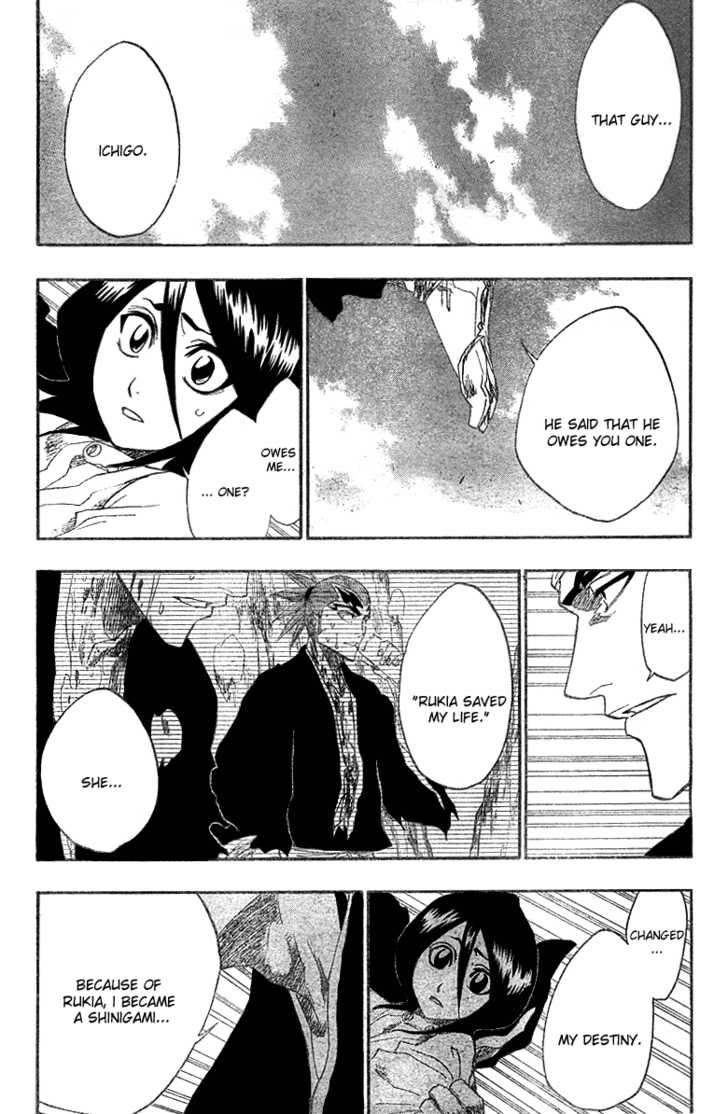 THAT GUY...
ICHIGO.
HE SAID THAT HE
OWES YOU ONE.
OWES
ME...
... ONE?
YEAH...
"RUKIA SAVED
MY LIFE."
SHE...
CHANGED
...
MY DESTINY.
BECAUSE OF
RUKIA, I BECAME
A SHINIGAMI...